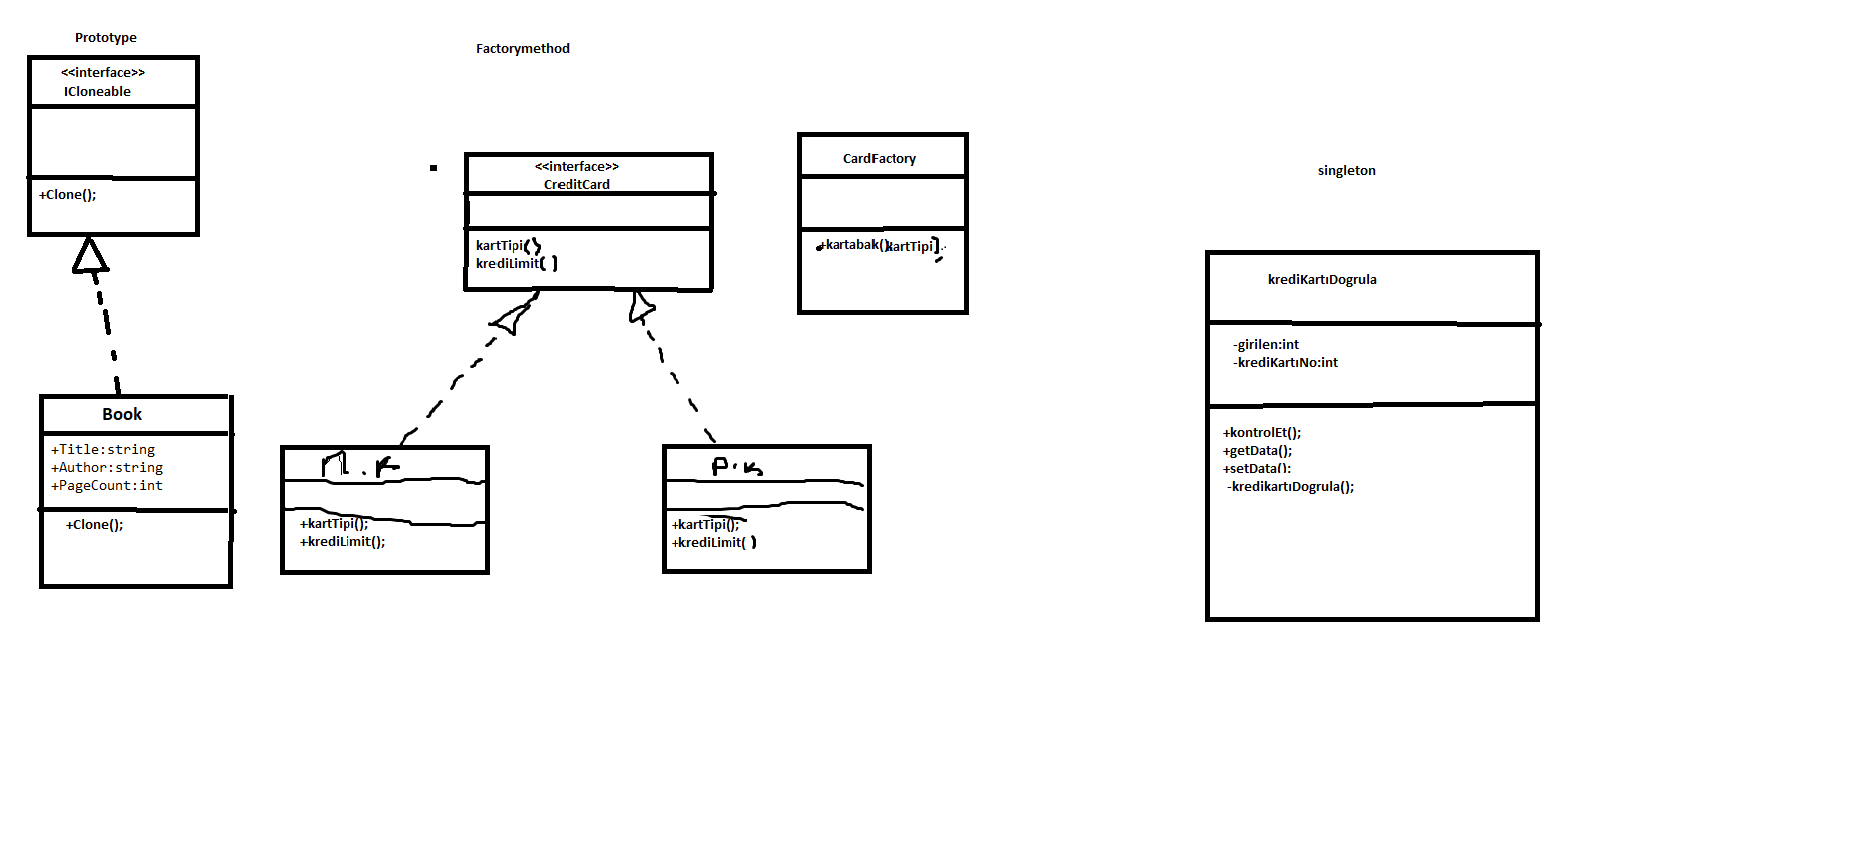 Prototype
<<interface>>
ICloneable
+Clone();
Book
+Title:string
+Author:string
+PageCount:int
+Clone();
Factorymethod
<<interface>>
CreditCard
kartTipi()
krediLimit()
M.K
+kartTipi();
+krediLimit();
P.K
+kartTipi();
+krediLimit( )
CardFactory
+kartabak()kartTipi);
singleton
krediKartıDogrula
-girilen:int
-krediKartıNo:int
+kontrolEt();
+getData();
+setData();
-kredikartıDogrula();